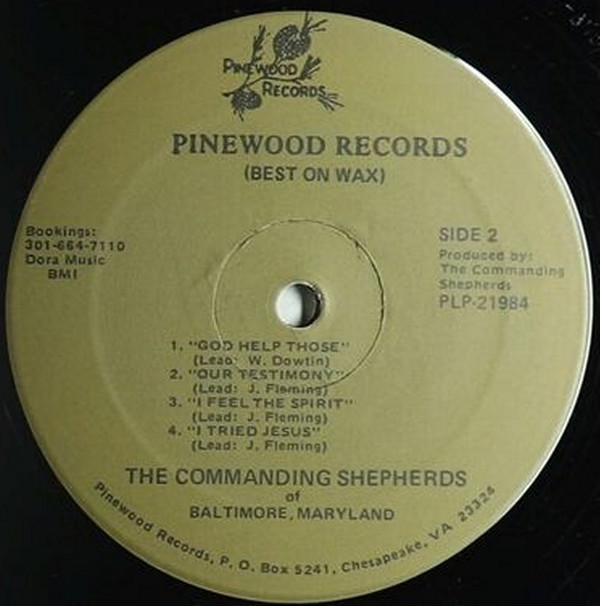 PINEWOOD
RECORDS
PINEWOOD RECORDS
(BEST ON WAX)
Bookings:
301-664-7110
Dora Music
BMI
SIDE 2
Produced by:
The Commanding
Shepherds
PLP-21984
1. "GOD HELP THOSE"
(Lead: W. Dowtin)
2. "OUR TESTIMONY"
(Lead: J. Fleming)
3. "I FEEL THE SPIRIT"
(Lead: J. Fleming)
4. "I TRIED JESUS"
(Lead: J. Fleming)
THE COMMANDING SHEPHERDS
of
BALTIMORE, MARYLAND
Pinewood Records, P. O. Box 5241, Chesapeake, VA 23324